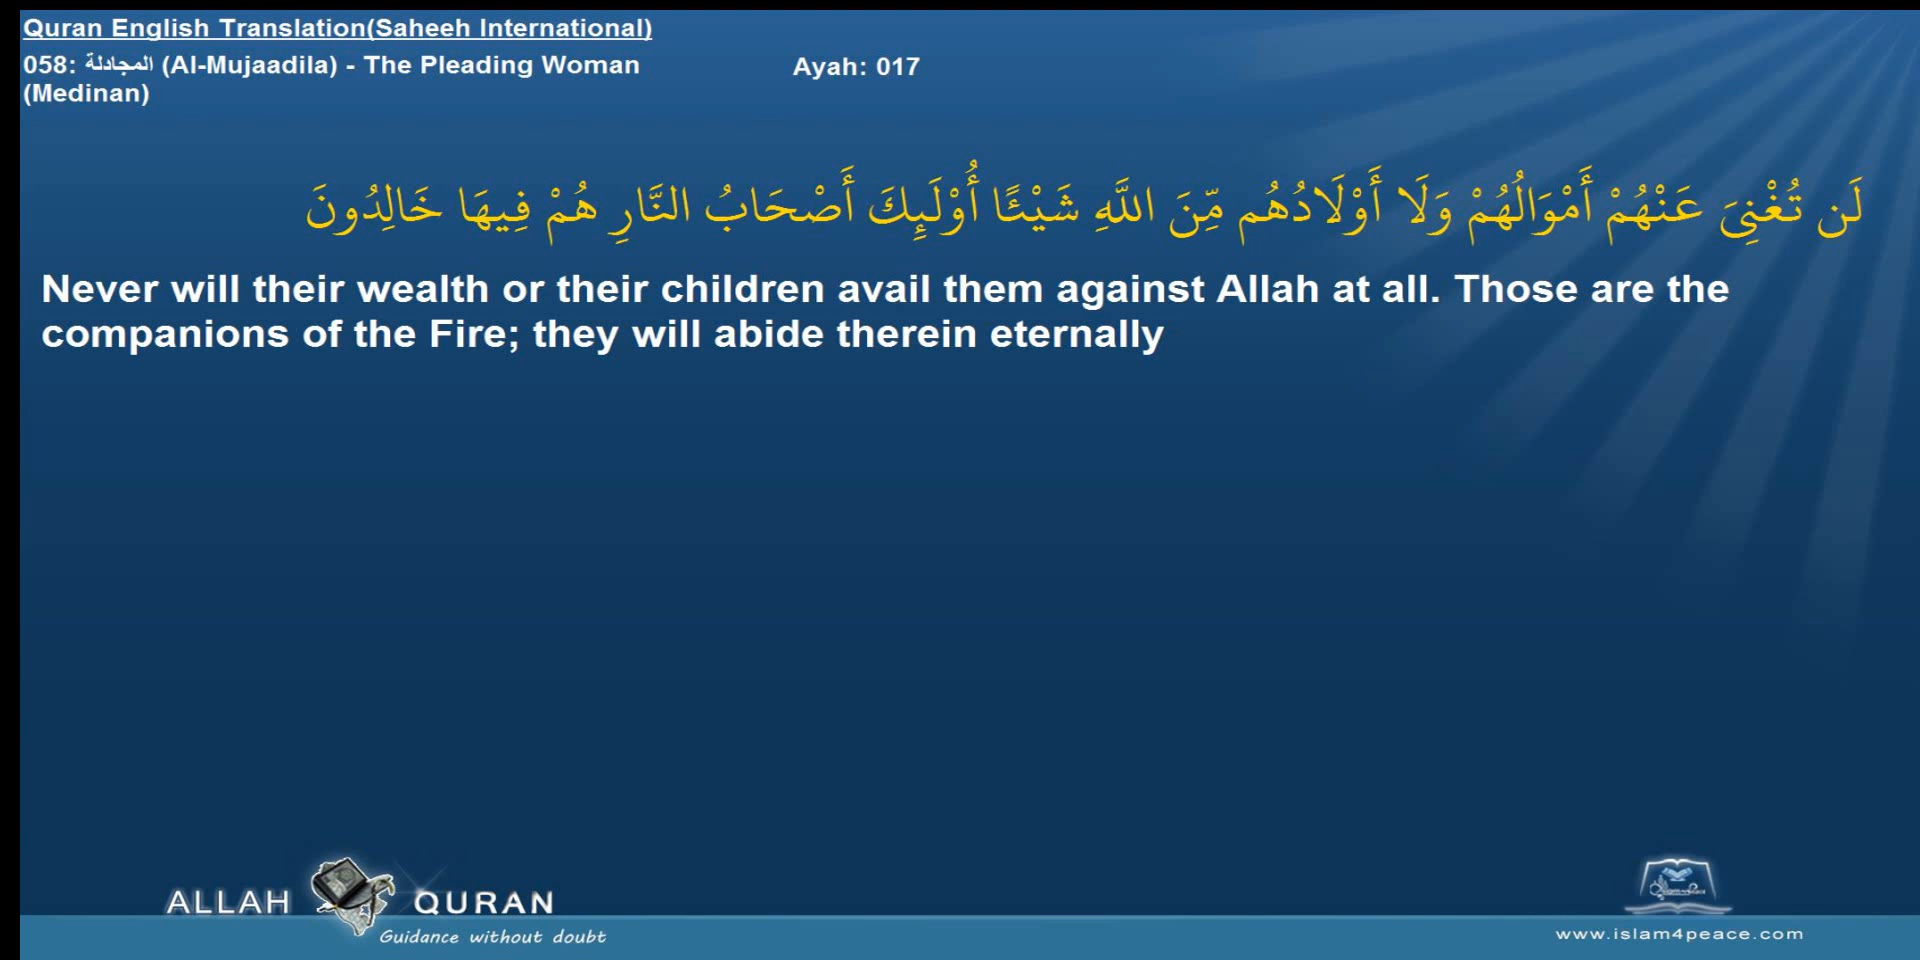 Quran English Translation(Saheeh International)
058: المجادلة (Al-Mujaadila) - The Pleading Woman
(Medinan)
Ayah: 017
لَن تُغْنِىَ عَنْهُمْ أَمْوَالُهُمْ وَلَا أَوْلَادُهُم مِّنَ اللَّهِ شَيْئًا أُوْلَئِكَ أَصْحَابُ النَّارِ هُمْ فِيهَا خَالِدُونَ
Never will their wealth or their children avail them against Allah at all. Those are the
companions of the Fire; they will abide therein eternally
ALLAH QURAN
Guidance without doubt
www.islam4peace.com